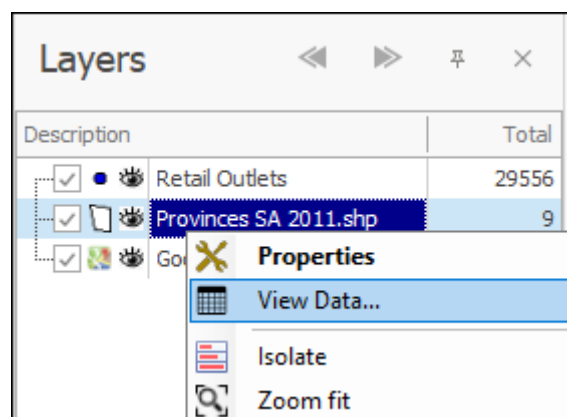 Layers
Description Total
Retail Outlets 29556
Provinces SA 2011.shp 9
Properties
View Data...
Isolate
Zoom fit